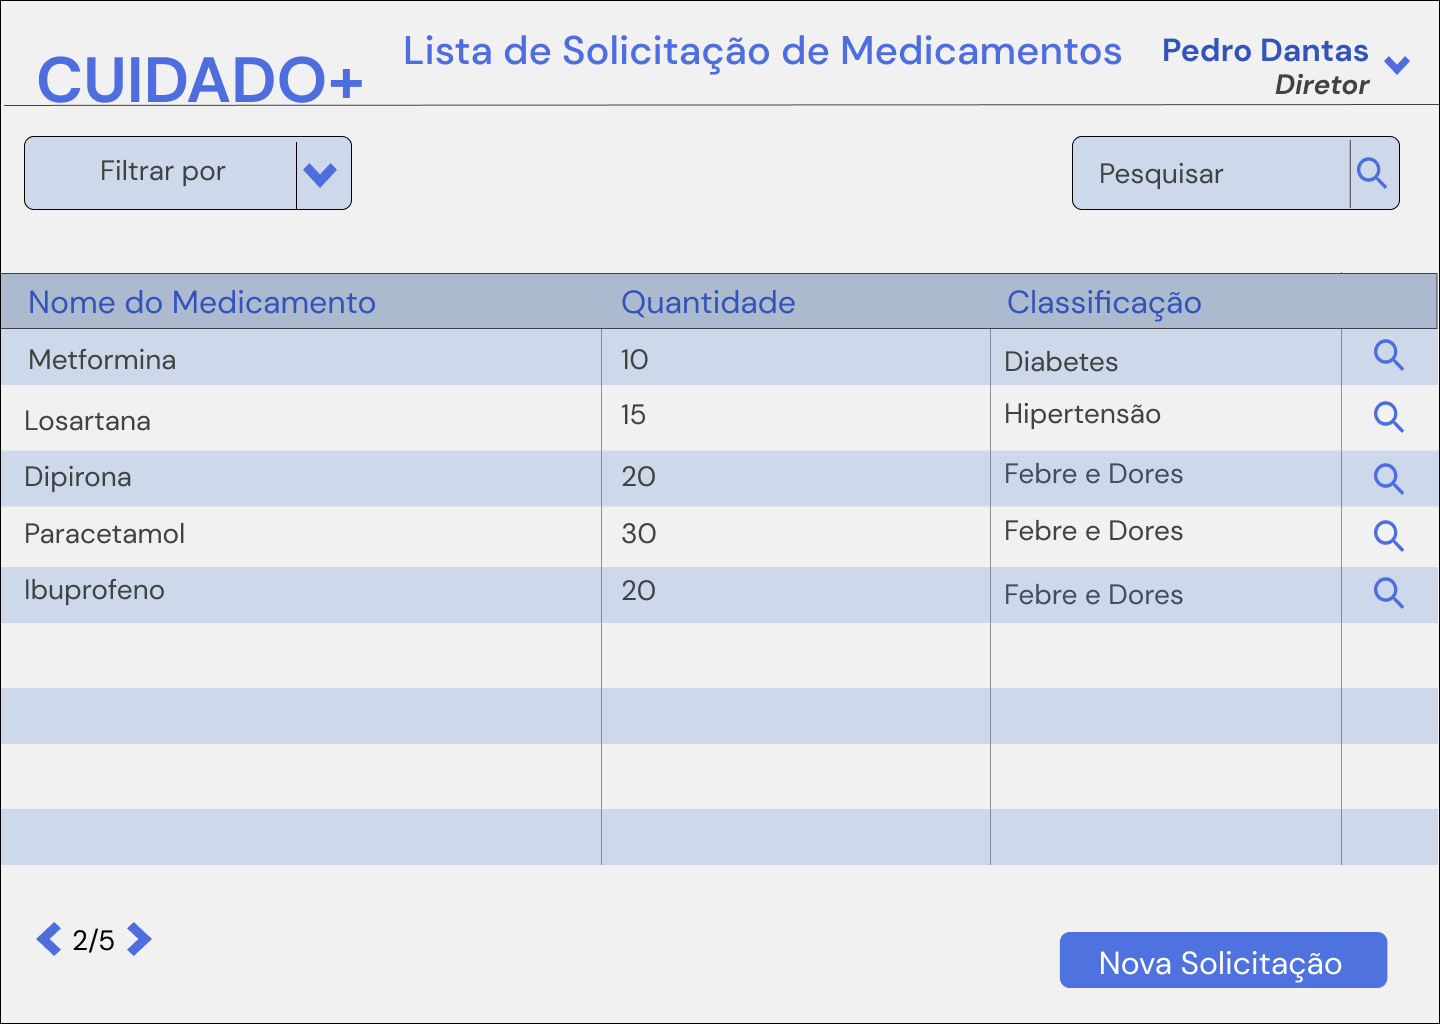 CUIDADO+
Lista de Solicitação de Medicamentos
Pedro Dantas
Diretor
Filtrar por
Pesquisar
Nome do Medicamento Quantidade Classificação
Metformina 10 Diabetes
Losartana 15 Hipertensão
Dipirona 20 Febre e Dores
Paracetamol 30 Febre e Dores
Ibuprofeno 20 Febre e Dores
2/5
Nova Solicitação